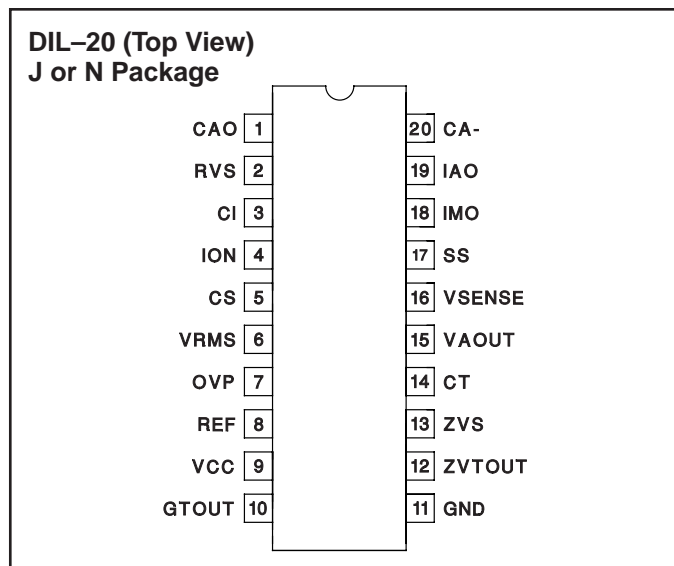 DIL–20 (Top View)
J or N Package
CAO 1 20 CA-
RVS 2 19 IAO
CI 3 18 IMO
ION 4 17 SS
CS 5 16 VSENSE
VRMS 6 15 VAOUT
OVP 7 14 CT
REF 8 13 ZVS
VCC 9 12 ZVTOUT
GTOUT 10 11 GND